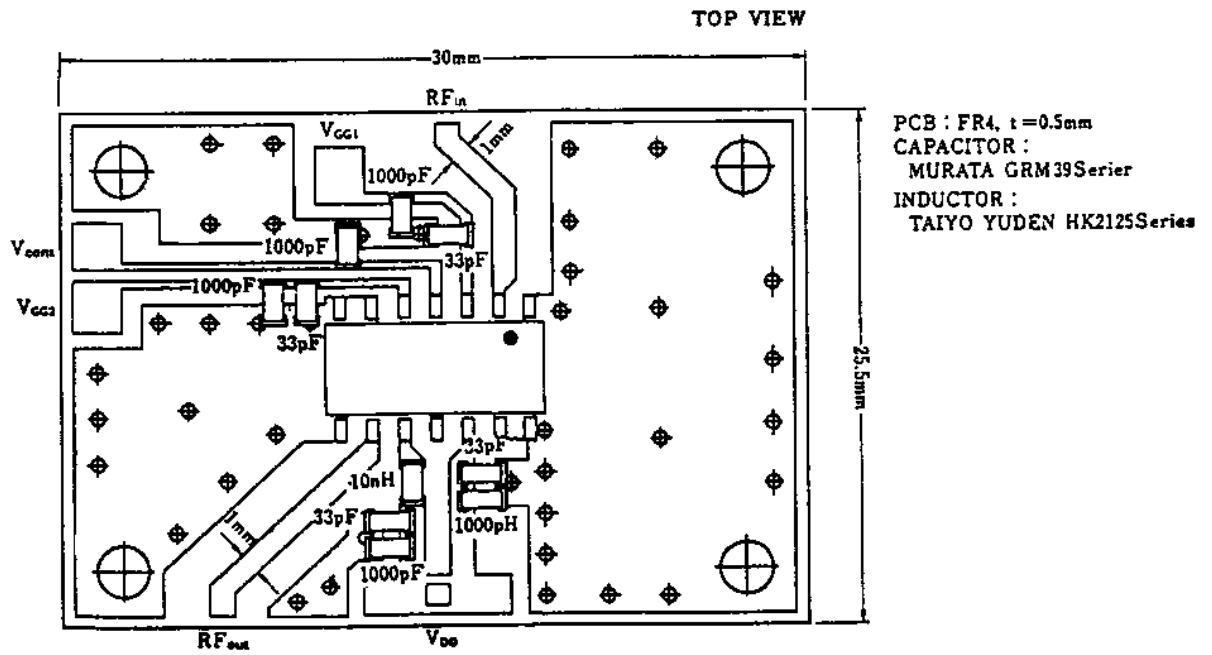 TOP VIEW
30mm
RFin
VGG1
1mm
1000pF
PCB : FR4, t=0.5mm
CAPACITOR :
MURATA GRM39Serier
INDUCTOR :
TAIYO YUDEN HK2125Series
Vcont
1000pF
33pF
1000pF
VGG2
33pF
25.5mm
33pF
10nH
33pF
1mm
1000pH
1000pF
RFout
VDD